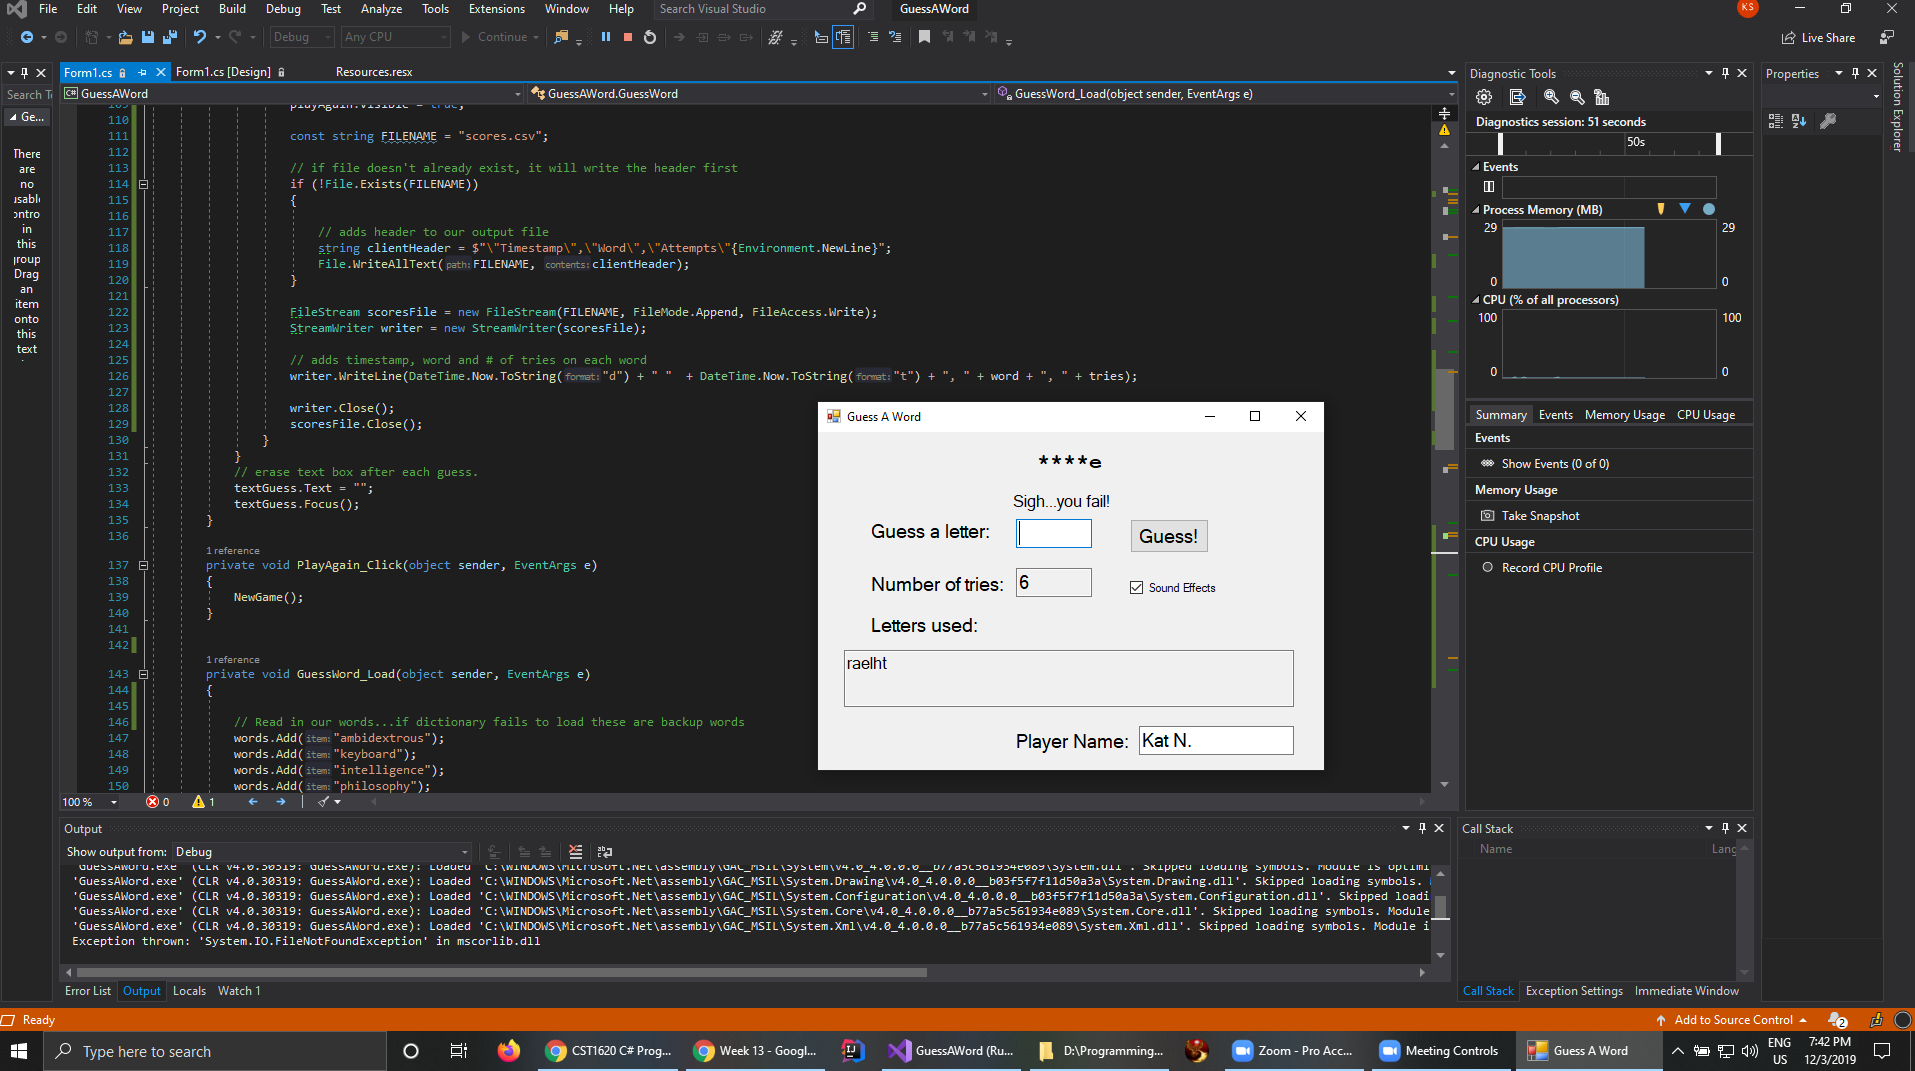 File Edit View Project Build Debug Test Analyze Tools Extensions Window Help Search Visual Studio GuessAWord KS
Debug Any CPU Continue Live Share
Form1.cs Form1.cs [Design] Resources.resx
GuessAWord GuessAWord.GuessWord GuessWord_Load(object sender, EventArgs e)
Search To
Ge...
There
are
no
usable
in
this
group
Drag
an
item
onto
this
text
109 playAgain.Visible = true;
110
111 const string FILENAME = "scores.csv";
112
113 // if file doesn't already exist, it will write the header first
114 if (!File.Exists(FILENAME))
115 {
116
117 // adds header to our output file
118 string clientHeader = $"\"Timestamp\",\"Word\",\"Attempts\"{Environment.NewLine}";
119 File.WriteAllText(path: FILENAME, contents: clientHeader);
120 }
121
122 FileStream scoresFile = new FileStream(FILENAME, FileMode.Append, FileAccess.Write);
123 StreamWriter writer = new StreamWriter(scoresFile);
124
125 // adds timestamp, word and # of tries on each word
126 writer.WriteLine(DateTime.Now.ToString(format: "d") + " " + DateTime.Now.ToString(format: "t") + ", " + word + ", " + tries);
127
128 writer.Close();
129 scoresFile.Close();
130 }
131 }
132 // erase text box after each guess.
133 textGuess.Text = "";
134 textGuess.Focus();
135 }
136
1 reference
137 private void PlayAgain_Click(object sender, EventArgs e)
138 {
139 NewGame();
140 }
141
142
1 reference
143 private void GuessWord_Load(object sender, EventArgs e)
144 {
145
146 // Read in our words...if dictionary fails to load these are backup words
147 words.Add(item: "ambidextrous");
148 words.Add(item: "keyboard");
149 words.Add(item: "intelligence");
150 words.Add(item: "philosophy");
100 % 0 1
Guess A Word
****e
Sigh...you fail!
Guess a letter: Guess!
Number of tries: 6 Sound Effects
Letters used:
raelht
Player Name: Kat N.
Diagnostic Tools
Diagnostics session: 51 seconds
50s
Events
Process Memory (MB)
29 29
0 0
CPU (% of all processors)
100 100
0 0
Summary Events Memory Usage CPU Usage
Events
Show Events (0 of 0)
Memory Usage
Take Snapshot
CPU Usage
Record CPU Profile
Properties
Solution Explorer
Output
Show output from: Debug
'GuessAWord.exe' (CLR v4.0.30319: GuessAWord.exe): Loaded 'C:\WINDOWS\Microsoft.Net\assembly\GAC_MSIL\System\v4.0_4.0.0.0__b77a5c561934e089\System.dll'. Skipped loading symbols. Module is optimi
'GuessAWord.exe' (CLR v4.0.30319: GuessAWord.exe): Loaded 'C:\WINDOWS\Microsoft.Net\assembly\GAC_MSIL\System.Drawing\v4.0_4.0.0.0__b03f5f7f11d50a3a\System.Drawing.dll'. Skipped loading symbols.
'GuessAWord.exe' (CLR v4.0.30319: GuessAWord.exe): Loaded 'C:\WINDOWS\Microsoft.Net\assembly\GAC_MSIL\System.Configuration\v4.0_4.0.0.0__b03f5f7f11d50a3a\System.Configuration.dll'. Skipped loadi
'GuessAWord.exe' (CLR v4.0.30319: GuessAWord.exe): Loaded 'C:\WINDOWS\Microsoft.Net\assembly\GAC_MSIL\System.Core\v4.0_4.0.0.0__b77a5c561934e089\System.Core.dll'. Skipped loading symbols. Module
'GuessAWord.exe' (CLR v4.0.30319: GuessAWord.exe): Loaded 'C:\WINDOWS\Microsoft.Net\assembly\GAC_MSIL\System.Xml\v4.0_4.0.0.0__b77a5c561934e089\System.Xml.dll'. Skipped loading symbols. Module i
Exception thrown: 'System.IO.FileNotFoundException' in mscorlib.dll
Error List Output Locals Watch 1
Call Stack
Name Lang
Call Stack Exception Settings Immediate Window
Ready Add to Source Control 2
Type here to search CST1620 C# Prog... Week 13 - Googl... GuessAWord (Ru... D:\Programming... Zoom - Pro Acc... Meeting Controls Guess A Word ENG US 7:42 PM 12/3/2019